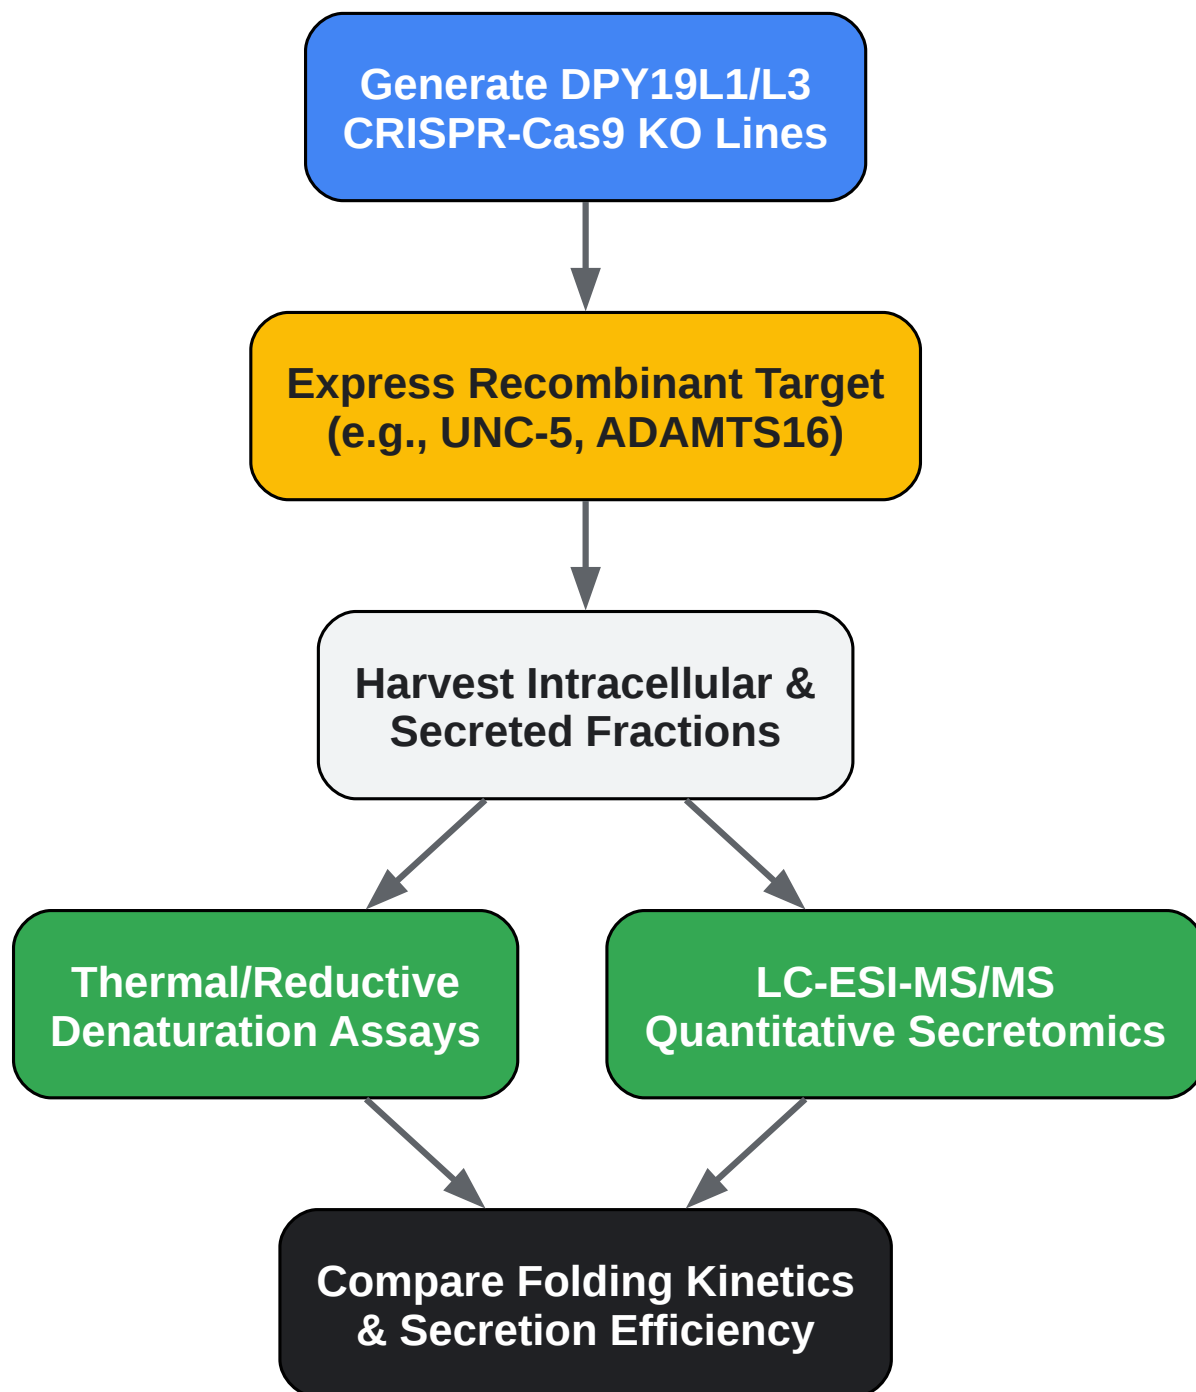 Generate DPY19L1/L3
CRISPR-Cas9 KO Lines
Express Recombinant Target
(e.g., UNC-5, ADAMTS16)
Harvest Intracellular &
Secreted Fractions
Thermal/Reductive
Denaturation Assays
LC-ESI-MS/MS
Quantitative Secretomics
Compare Folding Kinetics
& Secretion Efficiency